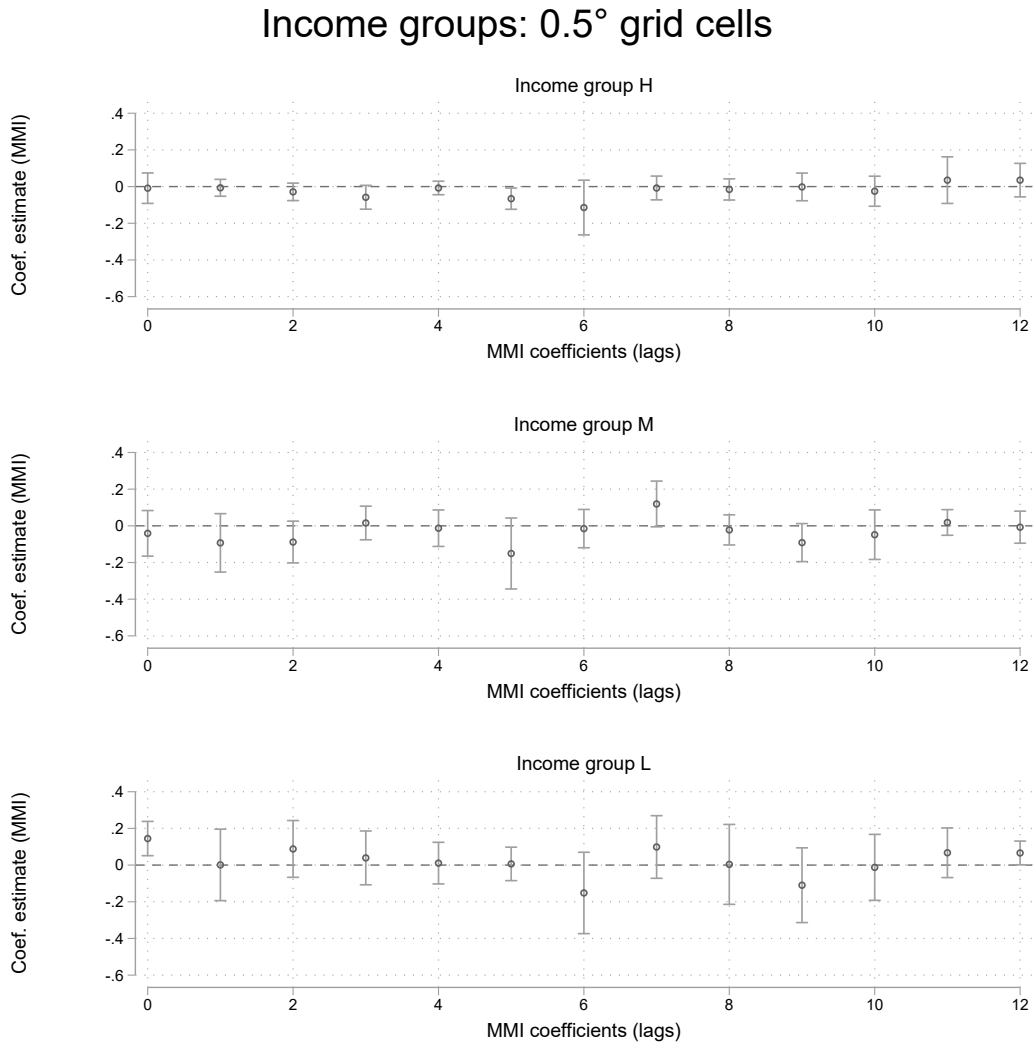 Income groups: 0.5° grid cells
Income group H
Coef. estimate (MMI)
.4
.2
0
-.2
-.4
-.6
0 2 4 6 8 10 12
MMI coefficients (lags)
Income group M
Coef. estimate (MMI)
.4
.2
0
-.2
-.4
-.6
0 2 4 6 8 10 12
MMI coefficients (lags)
Income group L
Coef. estimate (MMI)
.4
.2
0
-.2
-.4
-.6
0 2 4 6 8 10 12
MMI coefficients (lags)